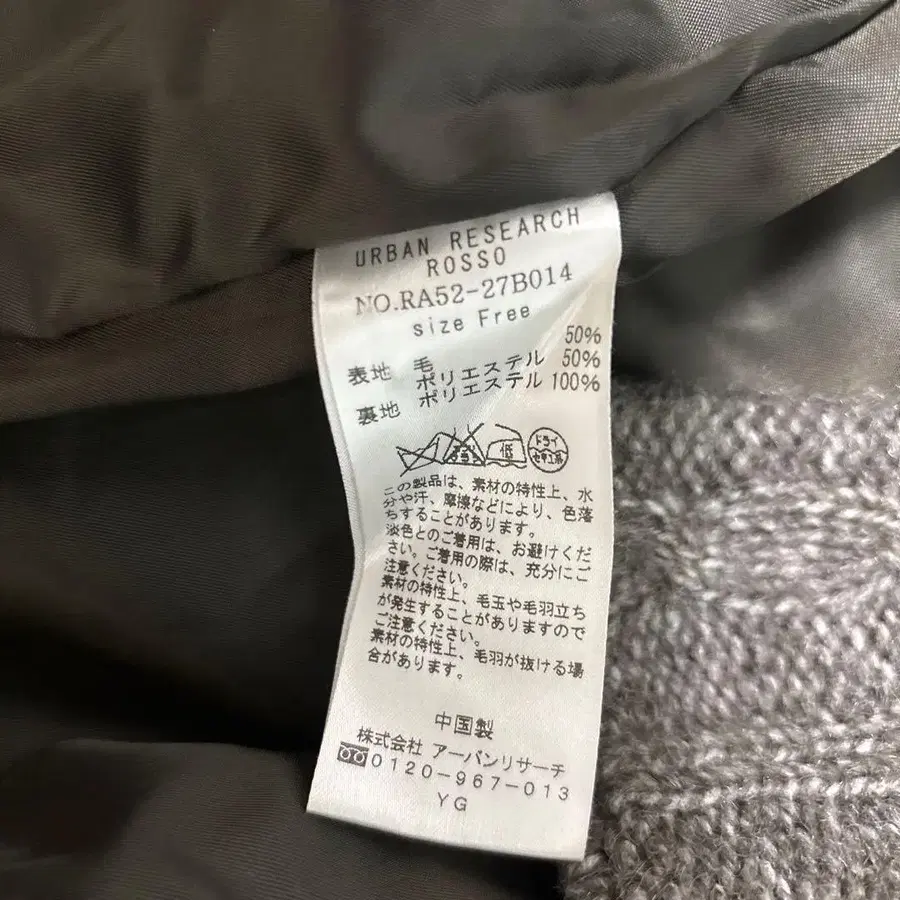 URBAN RESEARCH
ROSSO
NO.RA52-27B014
size Free
表地 毛 50%
ポリエステル 50%
裏地 ポリエステル 100%
低 ドライ セキユ系
この製品は、素材の特性上、水
分や汗、摩擦などにより、色落
ちすることがあります。
淡色とのご着用は、お避けくだ
さい。ご着用の際は、充分にご
注意ください。
素材の特性上、毛玉や毛羽立ち
が発生することがありますので
ご注意ください。
素材の特性上、毛羽が抜ける場
合があります。
中国製
株式会社 アーバンリサーチ
0120-967-013
YG